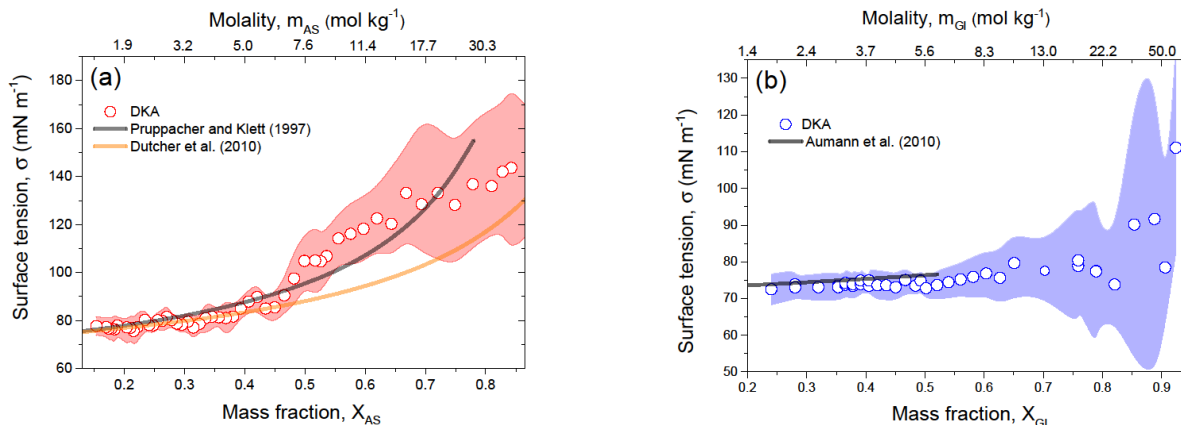 Molality, m_AS (mol kg⁻¹)
1.9 3.2 5.0 7.6 11.4 17.7 30.3
(a)
DKA
Pruppacher and Klett (1997)
Dutcher et al. (2010)
180
160
140
120
100
80
60
Surface tension, σ (mN m⁻¹)
0.2 0.3 0.4 0.5 0.6 0.7 0.8
Mass fraction, X_AS
Molality, m_Gl (mol kg⁻¹)
1.4 2.4 3.7 5.6 8.3 13.0 22.2 50.0
(b)
DKA
Aumann et al. (2010)
130
120
110
100
90
80
70
60
50
Surface tension, σ (mN m⁻¹)
0.2 0.3 0.4 0.5 0.6 0.7 0.8 0.9
Mass fraction, X_Gl